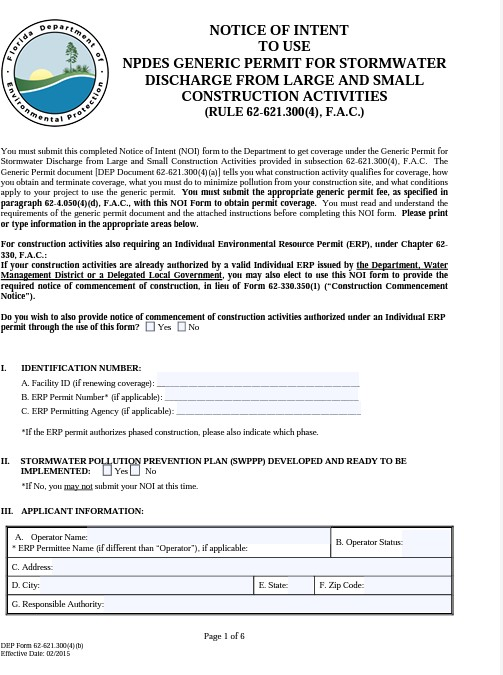 Florida Department of
Environmental Protection
NOTICE OF INTENT
TO USE
NPDES GENERIC PERMIT FOR STORMWATER
DISCHARGE FROM LARGE AND SMALL
CONSTRUCTION ACTIVITIES
(RULE 62-621.300(4), F.A.C.)
You must submit this completed Notice of Intent (NOI) form to the Department to get coverage under the Generic Permit for
Stormwater Discharge from Large and Small Construction Activities provided in subsection 62-621.300(4), F.A.C. The
Generic Permit document [DEP Document 62-621.300(4)(a)] tells you what construction activity qualifies for coverage, how
you obtain and terminate coverage, what you must do to minimize pollution from your construction site, and what conditions
apply to your project to use the generic permit. You must submit the appropriate generic permit fee, as specified in
paragraph 62-4.050(4)(d), F.A.C., with this NOI Form to obtain permit coverage. You must read and understand the
requirements of the generic permit document and the attached instructions before completing this NOI form. Please print
or type information in the appropriate areas below.
For construction activities also requiring an Individual Environmental Resource Permit (ERP), under Chapter 62-
330, F.A.C.:
If your construction activities are already authorized by a valid Individual ERP issued by the Department, Water
Management District or a Delegated Local Government, you may also elect to use this NOI form to provide the
required notice of commencement of construction, in lieu of Form 62-330.350(1) (“Construction Commencement
Notice”).
Do you wish to also provide notice of commencement of construction activities authorized under an Individual ERP
permit through the use of this form? Yes No
I. IDENTIFICATION NUMBER:
A. Facility ID (if renewing coverage):
B. ERP Permit Number* (if applicable):
C. ERP Permitting Agency (if applicable):
*If the ERP permit authorizes phased construction, please also indicate which phase.
II. STORMWATER POLLUTION PREVENTION PLAN (SWPPP) DEVELOPED AND READY TO BE
IMPLEMENTED: Yes No
*If No, you may not submit your NOI at this time.
III. APPLICANT INFORMATION:
A. Operator Name:
* ERP Permittee Name (if different than “Operator”), if applicable:
B. Operator Status:
C. Address:
D. City: E. State: F. Zip Code:
G. Responsible Authority:
Page 1 of 6
DEP Form 62-621.300(4)(b)
Effective Date: 02/2015